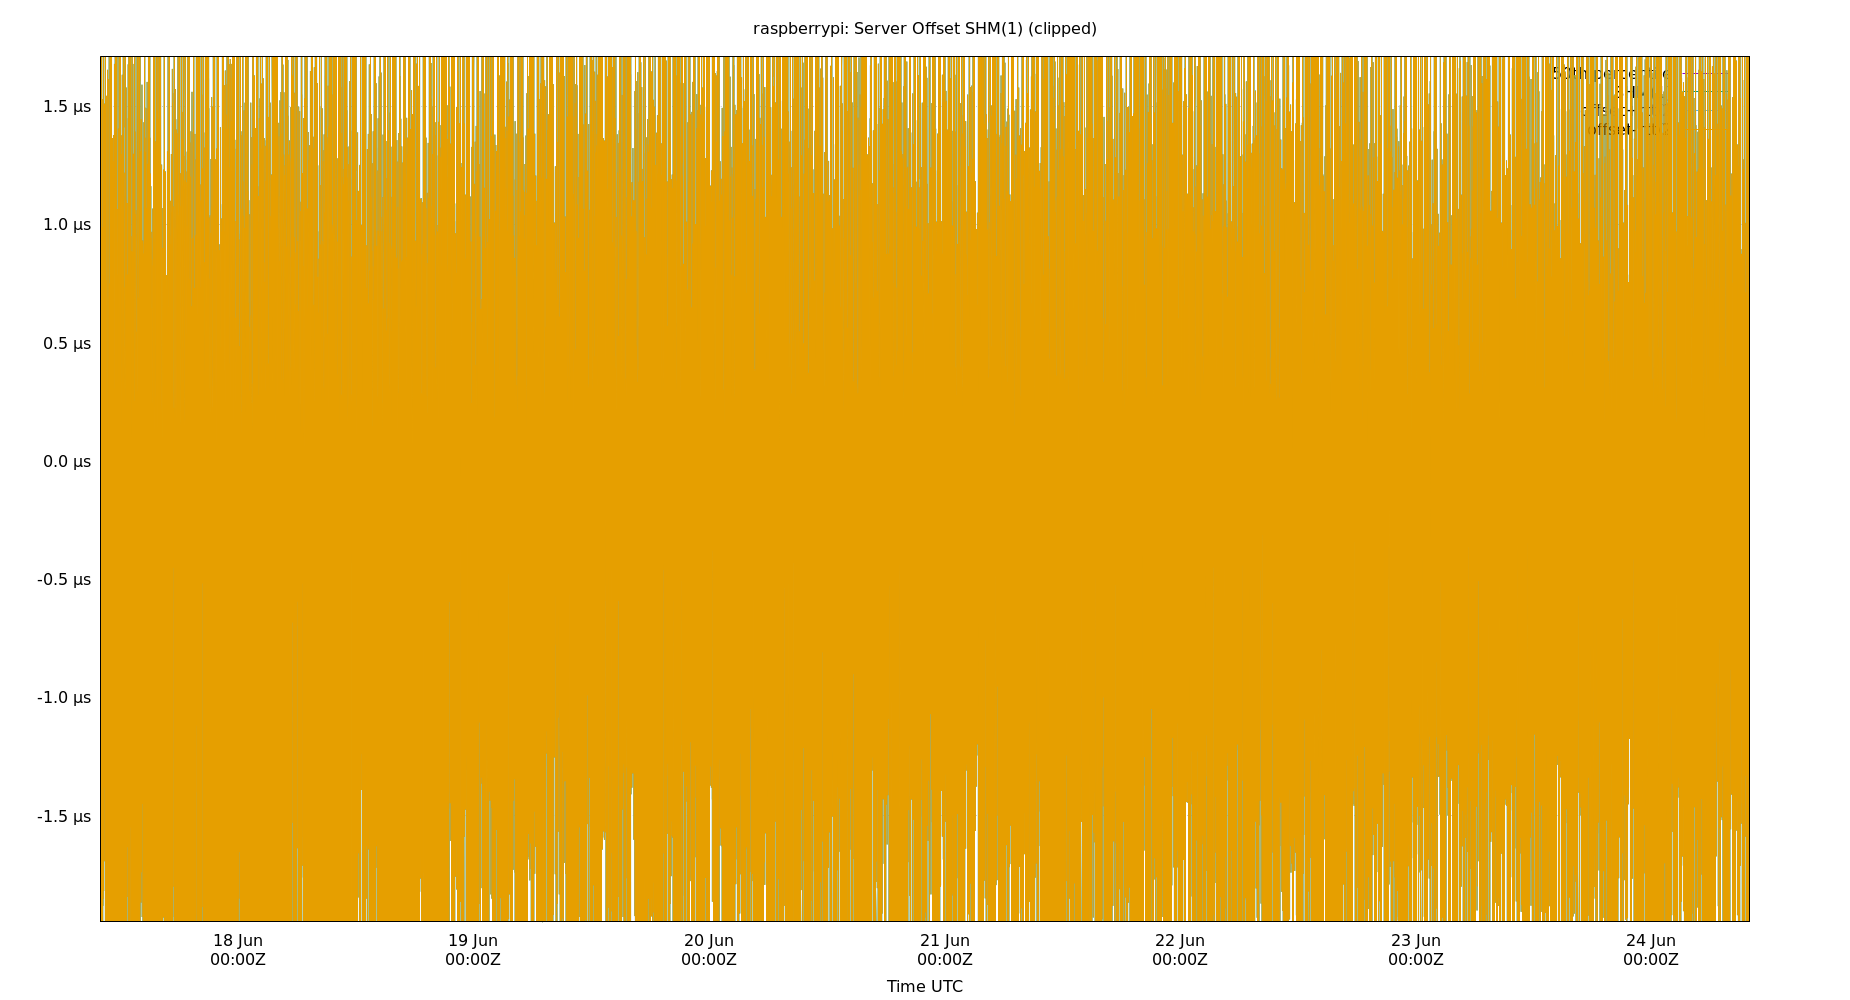 raspberrypi: Server Offset SHM(1) (clipped)
1.5 µs
1.0 µs
0.5 µs
0.0 µs
-0.5 µs
-1.0 µs
-1.5 µs
18 Jun 19 Jun 20 Jun 21 Jun 22 Jun 23 Jun 24 Jun
00:00Z 00:00Z 00:00Z 00:00Z 00:00Z 00:00Z 00:00Z
Time UTC